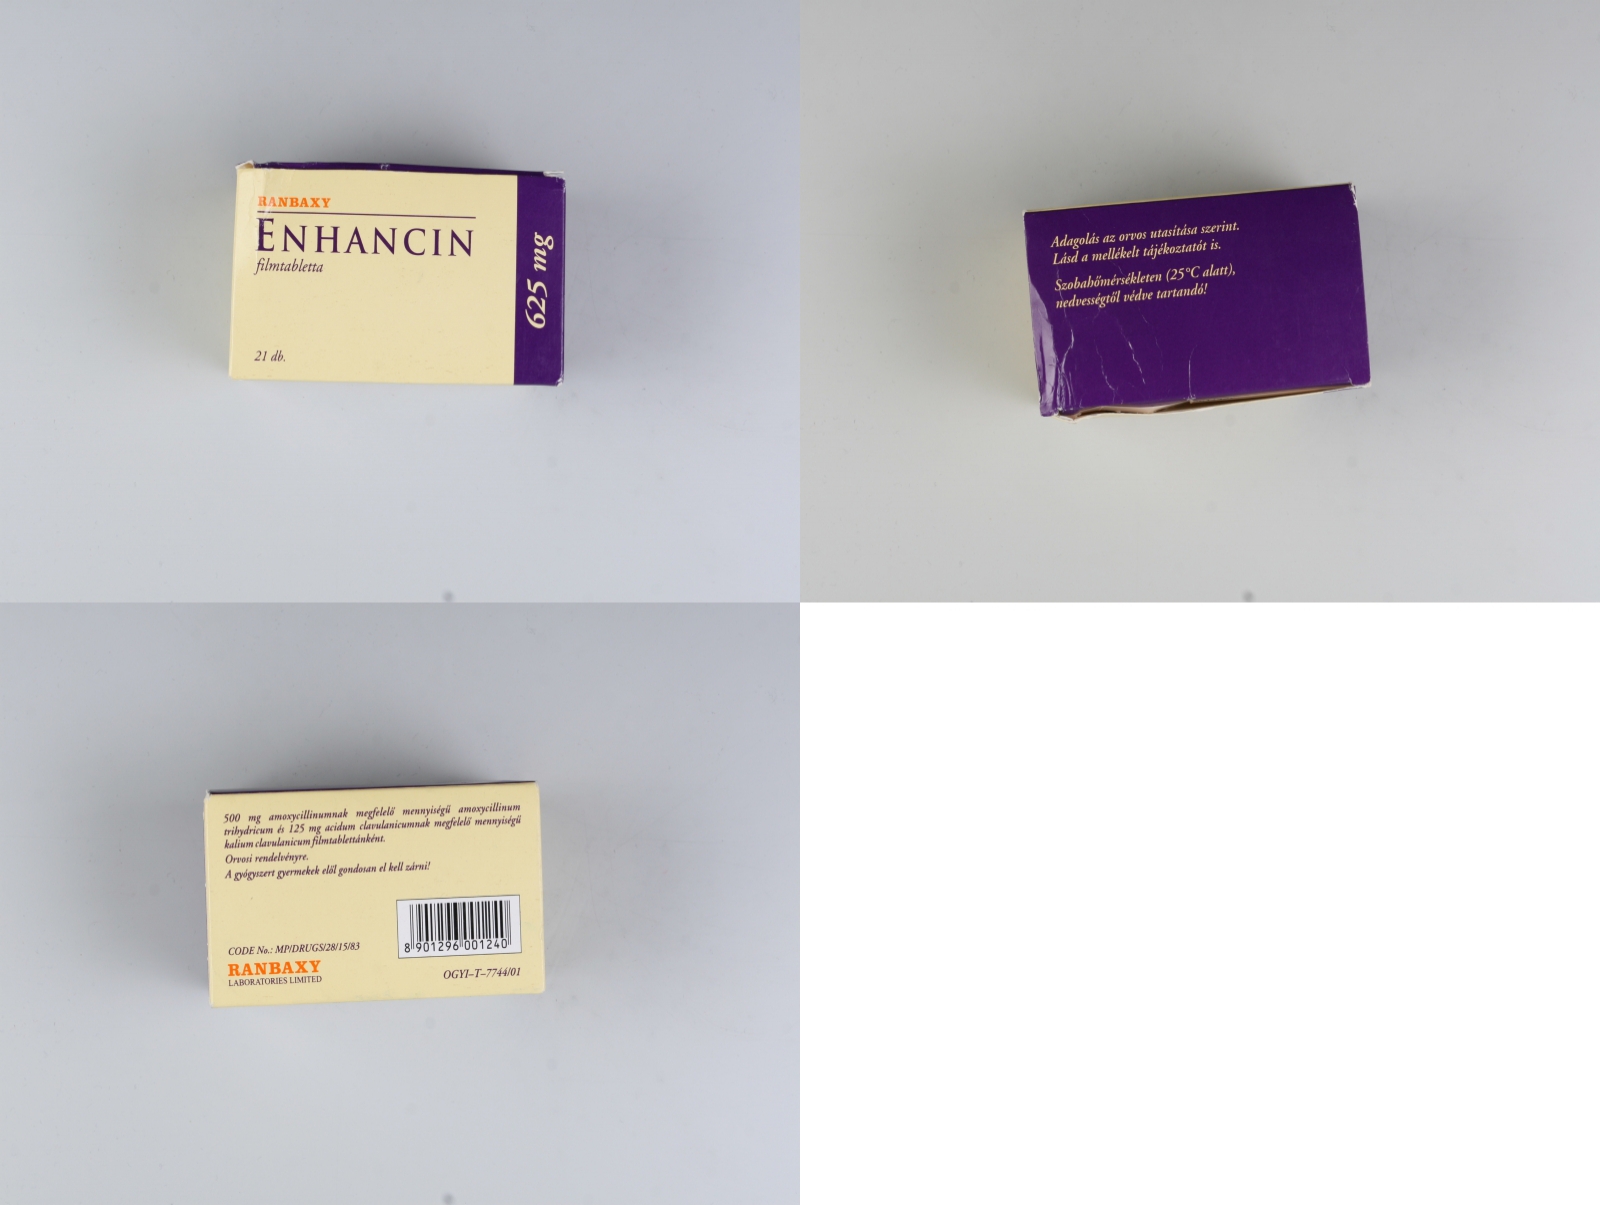 RANBAXY
ENHANCIN
filmtabletta
21 db.
625 mg
Adagolás az orvos utasítása szerint.
Lásd a mellékelt tájékoztatót is.
Szobahőmérsékleten (25°C alatt),
nedvességtől védve tartandó!
500 mg amoxycillinumnak megfelelő mennyiségű amoxycillinum
trihydricum és 125 mg acidum clavulanicumnak megfelelő mennyiségű
kalium clavulanicum filmtablettánként.
Orvosi rendelvényre.
A gyógyszert gyermekek elől gondosan el kell zárni!
8 901296 001240
CODE No.: MP/DRUGS/28/15/83
RANBAXY
LABORATORIES LIMITED
OGYI–T–7744/01